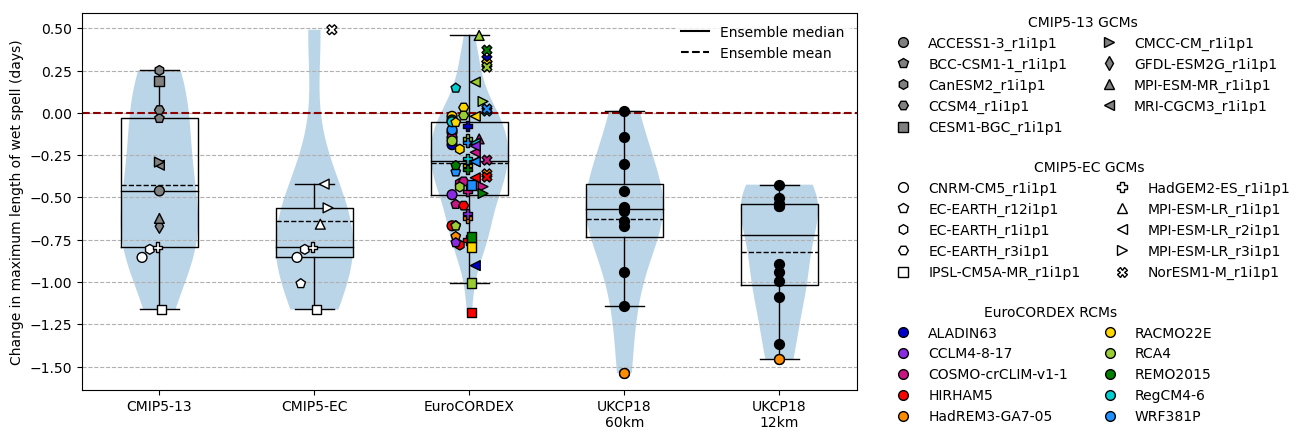 Change in maximum length of wet spell (days)
0.50
0.25
0.00
−0.25
−0.50
−0.75
−1.00
−1.25
−1.50
CMIP5-13
CMIP5-EC
EuroCORDEX
UKCP18
60km
UKCP18
12km
Ensemble median
Ensemble mean
CMIP5-13 GCMs
ACCESS1-3_r1i1p1
BCC-CSM1-1_r1i1p1
CanESM2_r1i1p1
CCSM4_r1i1p1
CESM1-BGC_r1i1p1
CMCC-CM_r1i1p1
GFDL-ESM2G_r1i1p1
MPI-ESM-MR_r1i1p1
MRI-CGCM3_r1i1p1
CMIP5-EC GCMs
CNRM-CM5_r1i1p1
EC-EARTH_r12i1p1
EC-EARTH_r1i1p1
EC-EARTH_r3i1p1
IPSL-CM5A-MR_r1i1p1
HadGEM2-ES_r1i1p1
MPI-ESM-LR_r1i1p1
MPI-ESM-LR_r2i1p1
MPI-ESM-LR_r3i1p1
NorESM1-M_r1i1p1
EuroCORDEX RCMs
ALADIN63
CCLM4-8-17
COSMO-crCLIM-v1-1
HIRHAM5
HadREM3-GA7-05
RACMO22E
RCA4
REMO2015
RegCM4-6
WRF381P